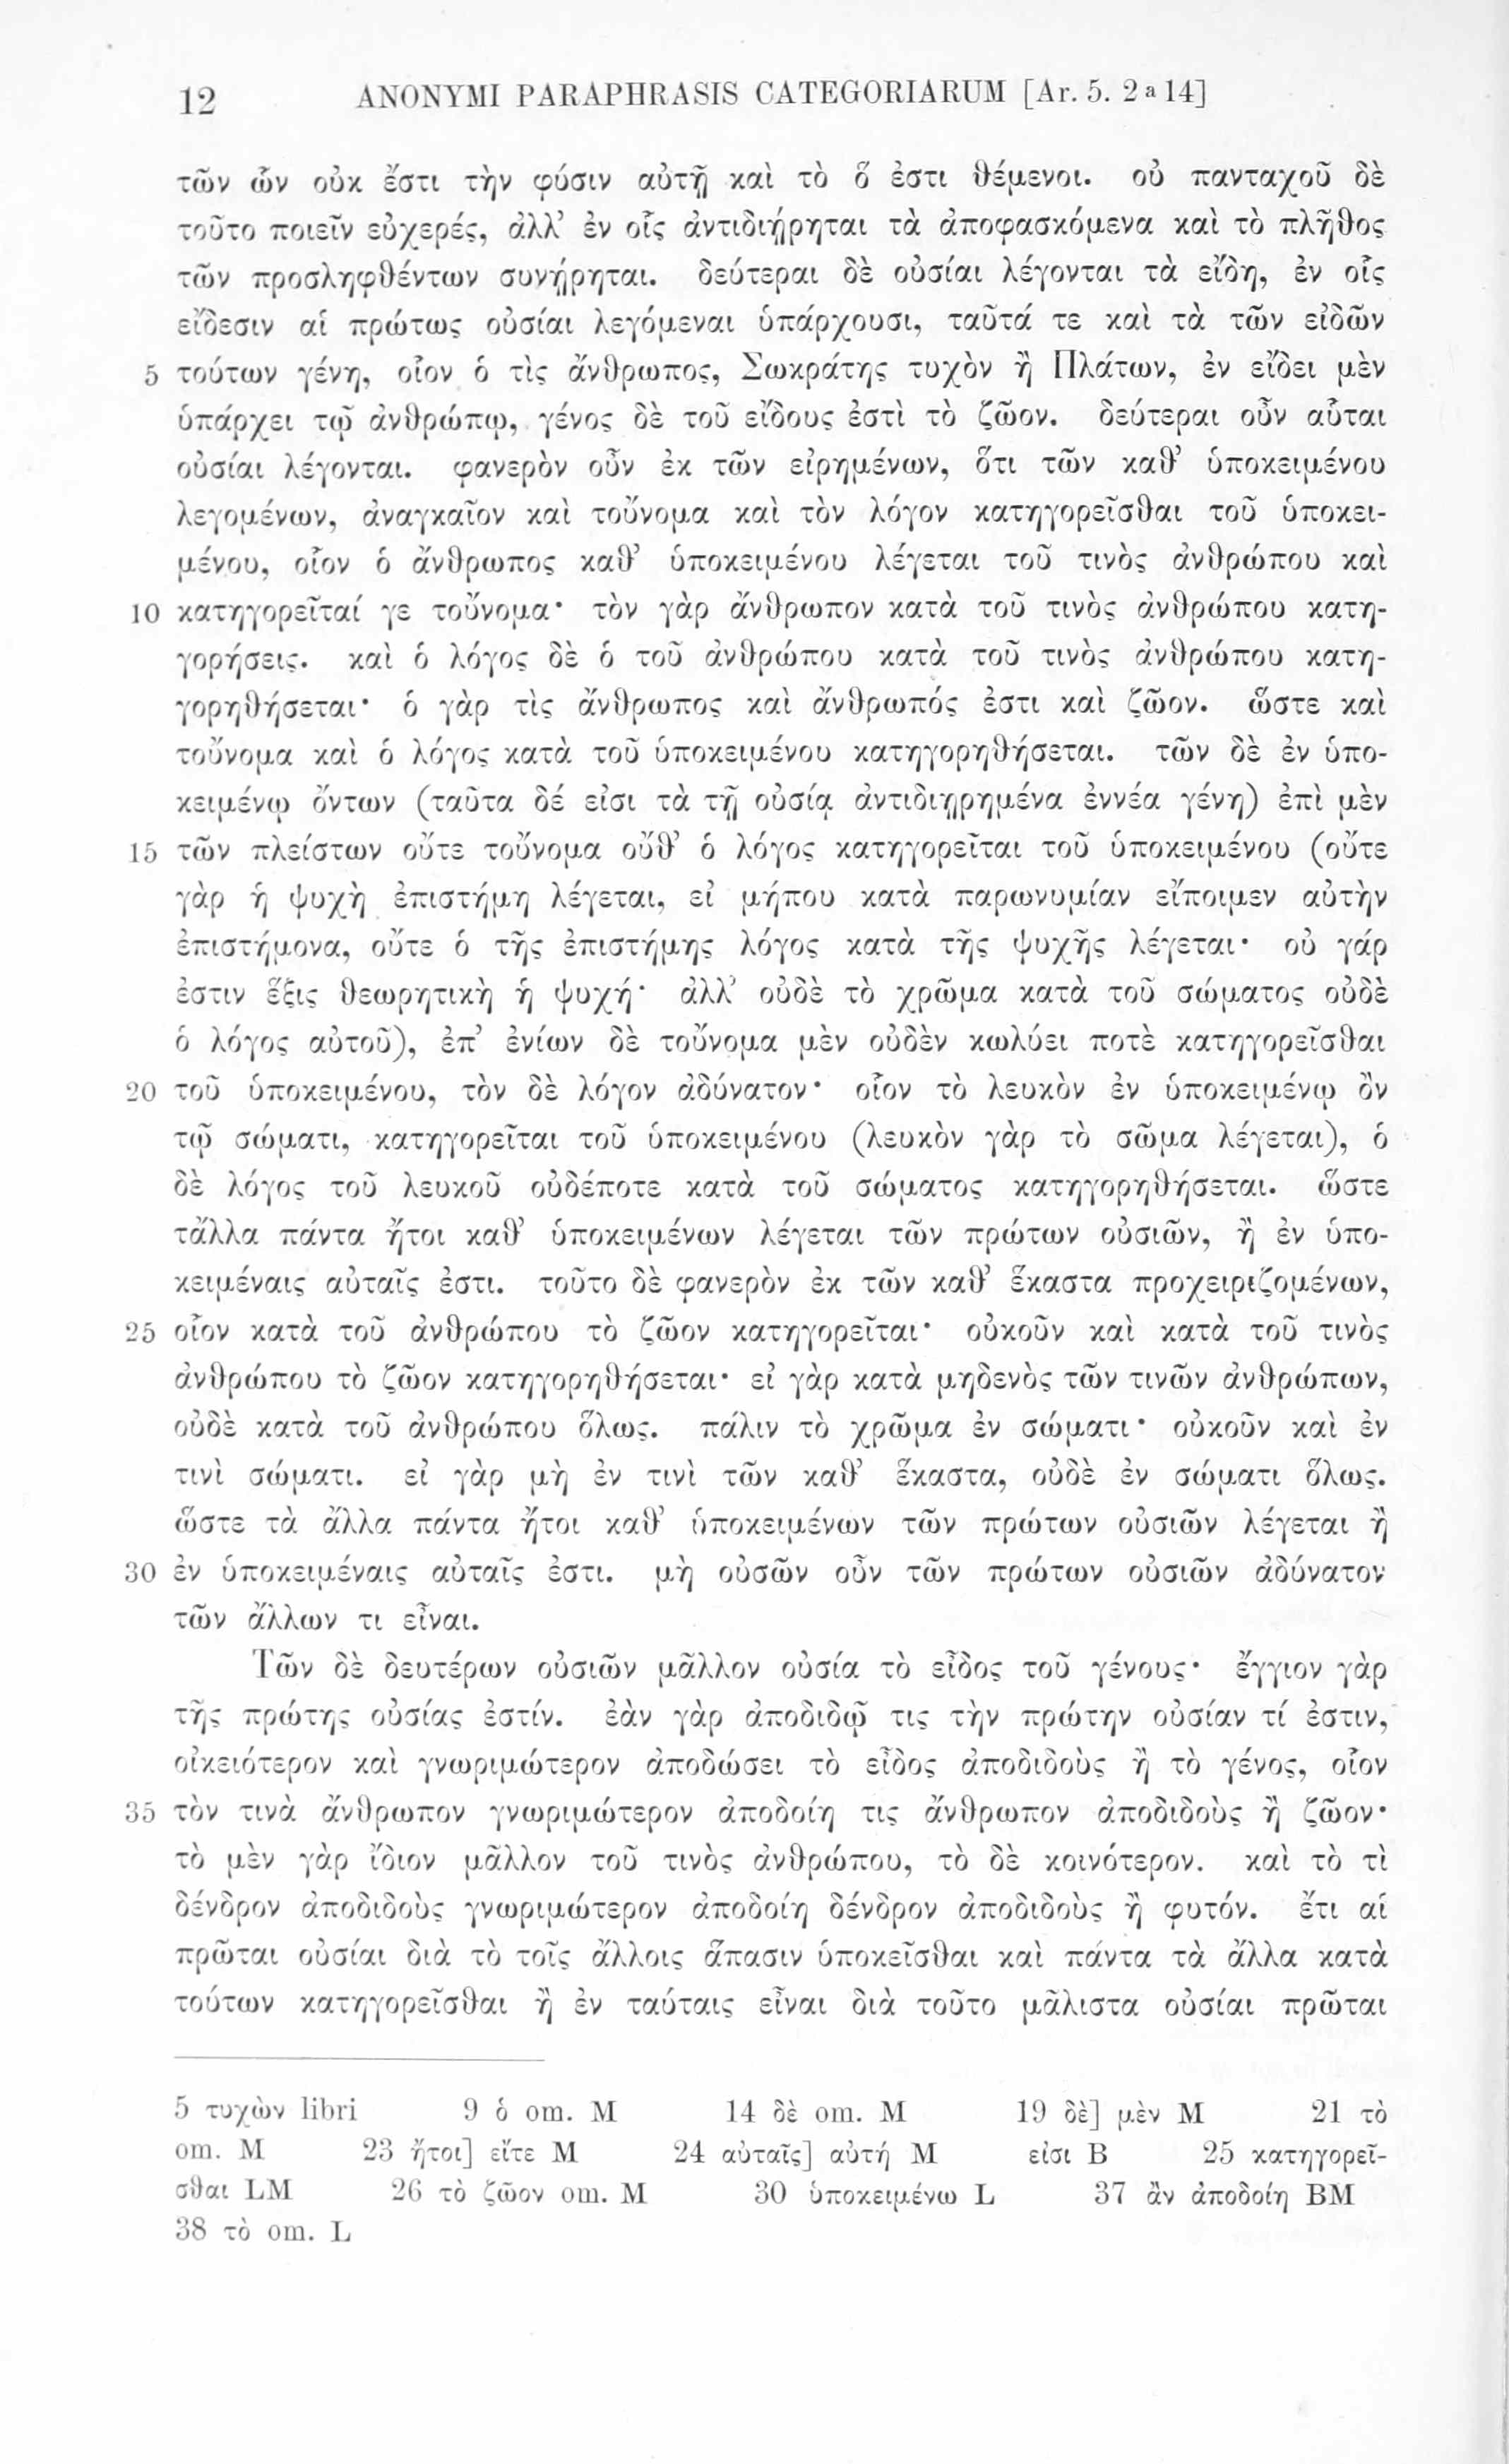 12 ANONYMI PARAPHRASIS CATEGORIARUM [Ar. 5. 2 a 14]
τῶν ὧν οὐκ ἔστι τὴν φύσιν αὐτῇ καὶ τὸ ὅ ἐστι θέμενοι. οὐ πανταχοῦ δὲ
τοῦτο ποιεῖν εὐχερές, ἀλλ’ ἐν οἷς ἀντιδιῄρηται τὰ ἀποφασκόμενα καὶ τὸ πλῆθος
τῶν προσληφθέντων συνῄρηται. δεύτεραι δὲ οὐσίαι λέγονται τὰ εἴδη, ἐν οἷς
εἴδεσιν αἱ πρώτως οὐσίαι λεγόμεναι ὑπάρχουσι, ταῦτά τε καὶ τὰ τῶν εἰδῶν
5 τούτων γένη, οἷον ὁ τὶς ἄνθρωπος, Σωκράτης τυχὸν ἢ Πλάτων, ἐν εἴδει μὲν
ὑπάρχει τῷ ἀνθρώπῳ, γένος δὲ τοῦ εἴδους ἐστὶ τὸ ζῶον. δεύτεραι οὖν αὗται
οὐσίαι λέγονται. φανερὸν οὖν ἐκ τῶν εἰρημένων, ὅτι τῶν καθ’ ὑποκειμένου
λεγομένων, ἀναγκαῖον καὶ τοὔνομα καὶ τὸν λόγον κατηγορεῖσθαι τοῦ ὑποκει-
μένου, οἷον ὁ ἄνθρωπος καθ’ ὑποκειμένου λέγεται τοῦ τινὸς ἀνθρώπου καὶ
10 κατηγορεῖταί γε τοὔνομα· τὸν γὰρ ἄνθρωπον κατὰ τοῦ τινὸς ἀνθρώπου κατη-
γορήσεις. καὶ ὁ λόγος δὲ ὁ τοῦ ἀνθρώπου κατὰ τοῦ τινὸς ἀνθρώπου κατη-
γορηθήσεται· ὁ γὰρ τὶς ἄνθρωπος καὶ ἄνθρωπός ἐστι καὶ ζῶον. ὥστε καὶ
τοὔνομα καὶ ὁ λόγος κατὰ τοῦ ὑποκειμένου κατηγορηθήσεται. τῶν δὲ ἐν ὑπο-
κειμένῳ ὄντων (ταῦτα δέ εἰσι τὰ τῇ οὐσίᾳ ἀντιδιῃρημένα ἐννέα γένη) ἐπὶ μὲν
15 τῶν πλείστων οὔτε τοὔνομα οὔθ’ ὁ λόγος κατηγορεῖται τοῦ ὑποκειμένου (οὔτε
γὰρ ἡ ψυχὴ ἐπιστήμη λέγεται, εἰ μήπου κατὰ παρωνυμίαν εἴποιμεν αὐτὴν
ἐπιστήμονα, οὔτε ὁ τῆς ἐπιστήμης λόγος κατὰ τῆς ψυχῆς λέγεται· οὐ γάρ
ἐστιν ἕξις θεωρητικὴ ἡ ψυχή· ἀλλ’ οὐδὲ τὸ χρῶμα κατὰ τοῦ σώματος οὐδὲ
ὁ λόγος αὐτοῦ), ἐπ’ ἐνίων δὲ τοὔνομα μὲν οὐδὲν κωλύει ποτὲ κατηγορεῖσθαι
20 τοῦ ὑποκειμένου, τὸν δὲ λόγον ἀδύνατον· οἷον τὸ λευκὸν ἐν ὑποκειμένῳ ὂν
τῷ σώματι, κατηγορεῖται τοῦ ὑποκειμένου (λευκὸν γὰρ τὸ σῶμα λέγεται), ὁ
δὲ λόγος τοῦ λευκοῦ οὐδέποτε κατὰ τοῦ σώματος κατηγορηθήσεται. ὥστε
τἄλλα πάντα ἤτοι καθ’ ὑποκειμένων λέγεται τῶν πρώτων οὐσιῶν, ἢ ἐν ὑπο-
κειμέναις αὐταῖς ἐστι. τοῦτο δὲ φανερὸν ἐκ τῶν καθ’ ἕκαστα προχειριζομένων,
25 οἷον κατὰ τοῦ ἀνθρώπου τὸ ζῶον κατηγορεῖται· οὐκοῦν καὶ κατὰ τοῦ τινὸς
ἀνθρώπου τὸ ζῶον κατηγορηθήσεται· εἰ γὰρ κατὰ μηδενὸς τῶν τινῶν ἀνθρώπων,
οὐδὲ κατὰ τοῦ ἀνθρώπου ὅλως. πάλιν τὸ χρῶμα ἐν σώματι· οὐκοῦν καὶ ἐν
τινὶ σώματι. εἰ γὰρ μὴ ἐν τινὶ τῶν καθ’ ἕκαστα, οὐδὲ ἐν σώματι ὅλως.
ὥστε τὰ ἄλλα πάντα ἤτοι καθ’ ὑποκειμένων τῶν πρώτων οὐσιῶν λέγεται ἢ
30 ἐν ὑποκειμέναις αὐταῖς ἐστι. μὴ οὐσῶν οὖν τῶν πρώτων οὐσιῶν ἀδύνατον
τῶν ἄλλων τι εἶναι.
Τῶν δὲ δευτέρων οὐσιῶν μᾶλλον οὐσία τὸ εἶδος τοῦ γένους· ἔγγιον γὰρ
τῆς πρώτης οὐσίας ἐστίν. ἐὰν γὰρ ἀποδιδῷ τις τὴν πρώτην οὐσίαν τί ἐστιν,
οἰκειότερον καὶ γνωριμώτερον ἀποδώσει τὸ εἶδος ἀποδιδοὺς ἢ τὸ γένος, οἷον
35 τὸν τινὰ ἄνθρωπον γνωριμώτερον ἀποδοίη τις ἄνθρωπον ἀποδιδοὺς ἢ ζῶον·
τὸ μὲν γὰρ ἴδιον μᾶλλον τοῦ τινὸς ἀνθρώπου, τὸ δὲ κοινότερον. καὶ τὸ τὶ
δένδρον ἀποδιδοὺς γνωριμώτερον ἀποδοίη δένδρον ἀποδιδοὺς ἢ φυτόν. ἔτι αἱ
πρῶται οὐσίαι διὰ τὸ τοῖς ἄλλοις ἅπασιν ὑποκεῖσθαι καὶ πάντα τὰ ἄλλα κατὰ
τούτων κατηγορεῖσθαι ἢ ἐν ταύταις εἶναι διὰ τοῦτο μάλιστα οὐσίαι πρῶται
5 τυχὼν libri 9 ὁ om. M 14 δὲ om. M 19 δὲ] μὲν M 21 τὸ
om. M 23 ἤτοι] εἴτε M 24 αὐταῖς] αὐτή M εἰσι B 25 κατηγορεῖ-
σθαι LM 26 τὸ ζῶον om. M 30 ὑποκειμένω L 37 ἂν ἀποδοίη BM
38 τὸ om. L